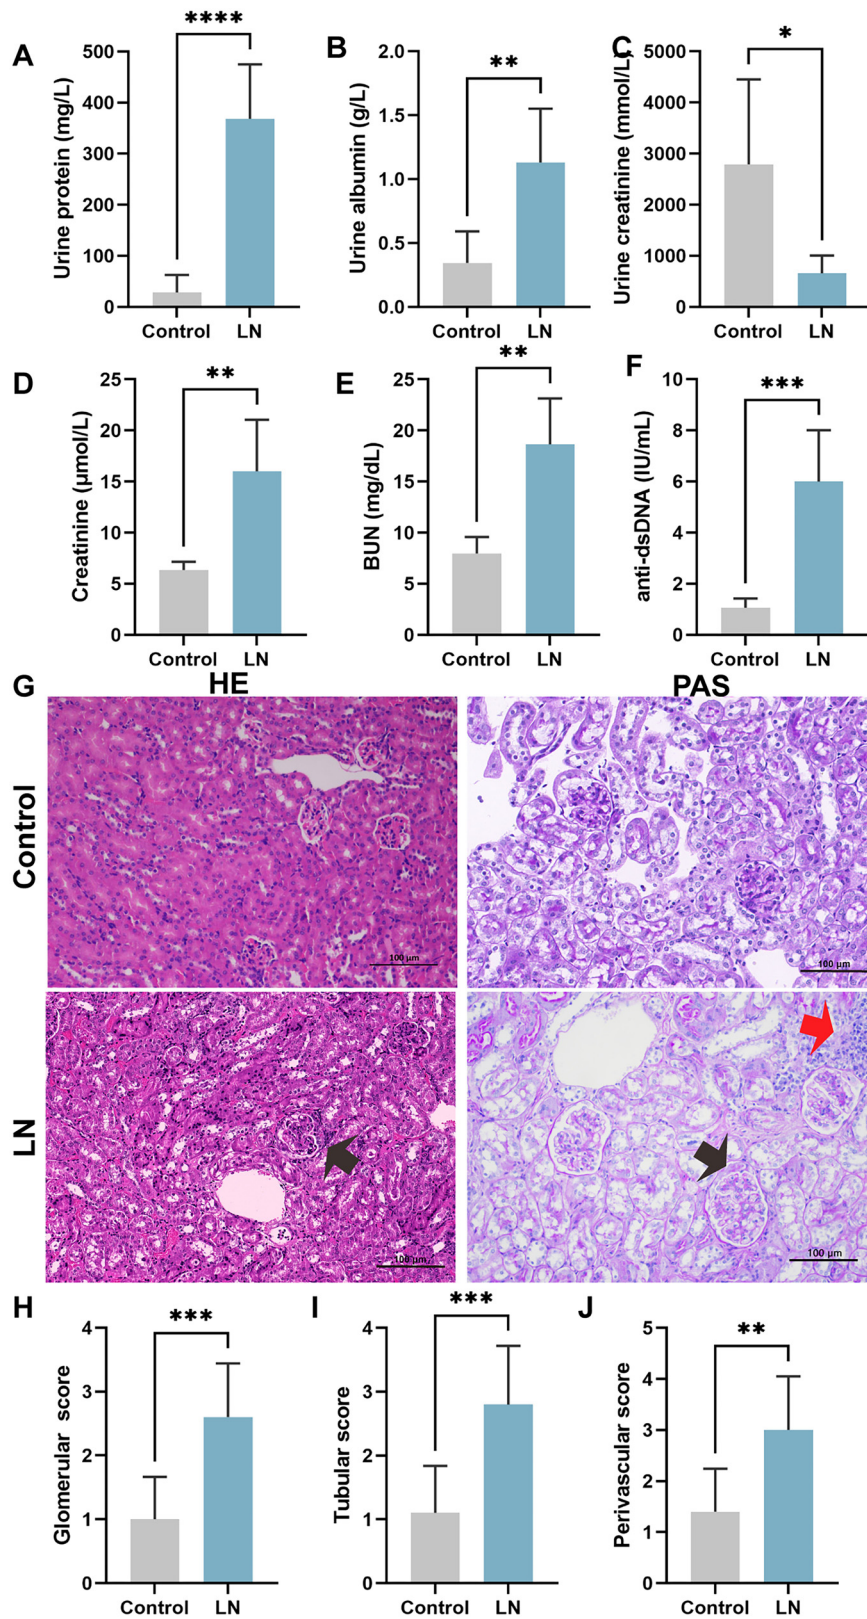 A
Urine protein (mg/L)
****
500
400
300
200
100
0
Control LN
B
Urine albumin (g/L)
**
2.0
1.5
1.0
0.5
0.0
Control LN
C
Urine creatinine (mmol/L)
*
5000
4000
3000
2000
1000
0
Control LN
D
Creatinine (µmol/L)
**
25
20
15
10
5
0
Control LN
E
BUN (mg/dL)
**
25
20
15
10
5
0
Control LN
F
anti-dsDNA (IU/mL)
***
10
8
6
4
2
0
Control LN
G
HE PAS
Control
100 µm
100 µm
LN
100 µm
100 µm
H
Glomerular score
***
4
3
2
1
0
Control LN
I
Tubular score
***
4
3
2
1
0
Control LN
J
Perivascular score
**
5
4
3
2
1
0
Control LN